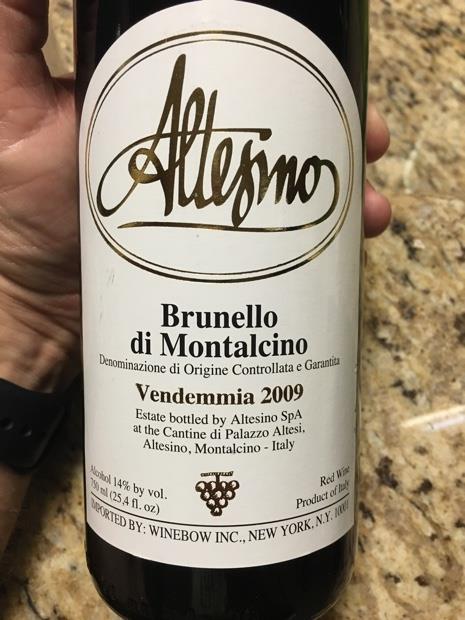 Altesino
Brunello
di Montalcino
Denominazione di Origine Controllata e Garantita
Vendemmia 2009
Estate bottled by Altesino SpA
at the Cantine di Palazzo Altesi,
Altesino, Montalcino - Italy
Alcohol 14% by vol.
750 ml (25,4 fl. oz)
Red Wine
Product of Italy
IMPORTED BY: WINEBOW INC., NEW YORK, N.Y. 10001